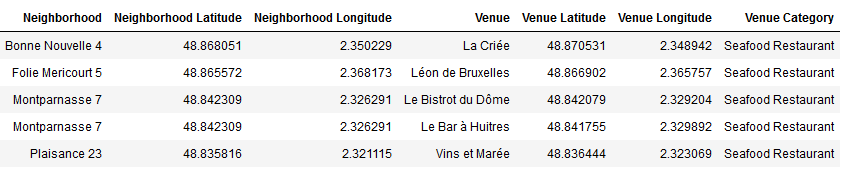 Neighborhood Neighborhood Latitude Neighborhood Longitude Venue Venue Latitude Venue Longitude Venue Category
Bonne Nouvelle 4 48.868051 2.350229 La Criée 48.870531 2.348942 Seafood Restaurant
Folie Mericourt 5 48.865572 2.368173 Léon de Bruxelles 48.866902 2.365757 Seafood Restaurant
Montparnasse 7 48.842309 2.326291 Le Bistrot du Dôme 48.842079 2.329204 Seafood Restaurant
Montparnasse 7 48.842309 2.326291 Le Bar à Huitres 48.841755 2.329892 Seafood Restaurant
Plaisance 23 48.835816 2.321115 Vins et Marée 48.836444 2.323069 Seafood Restaurant